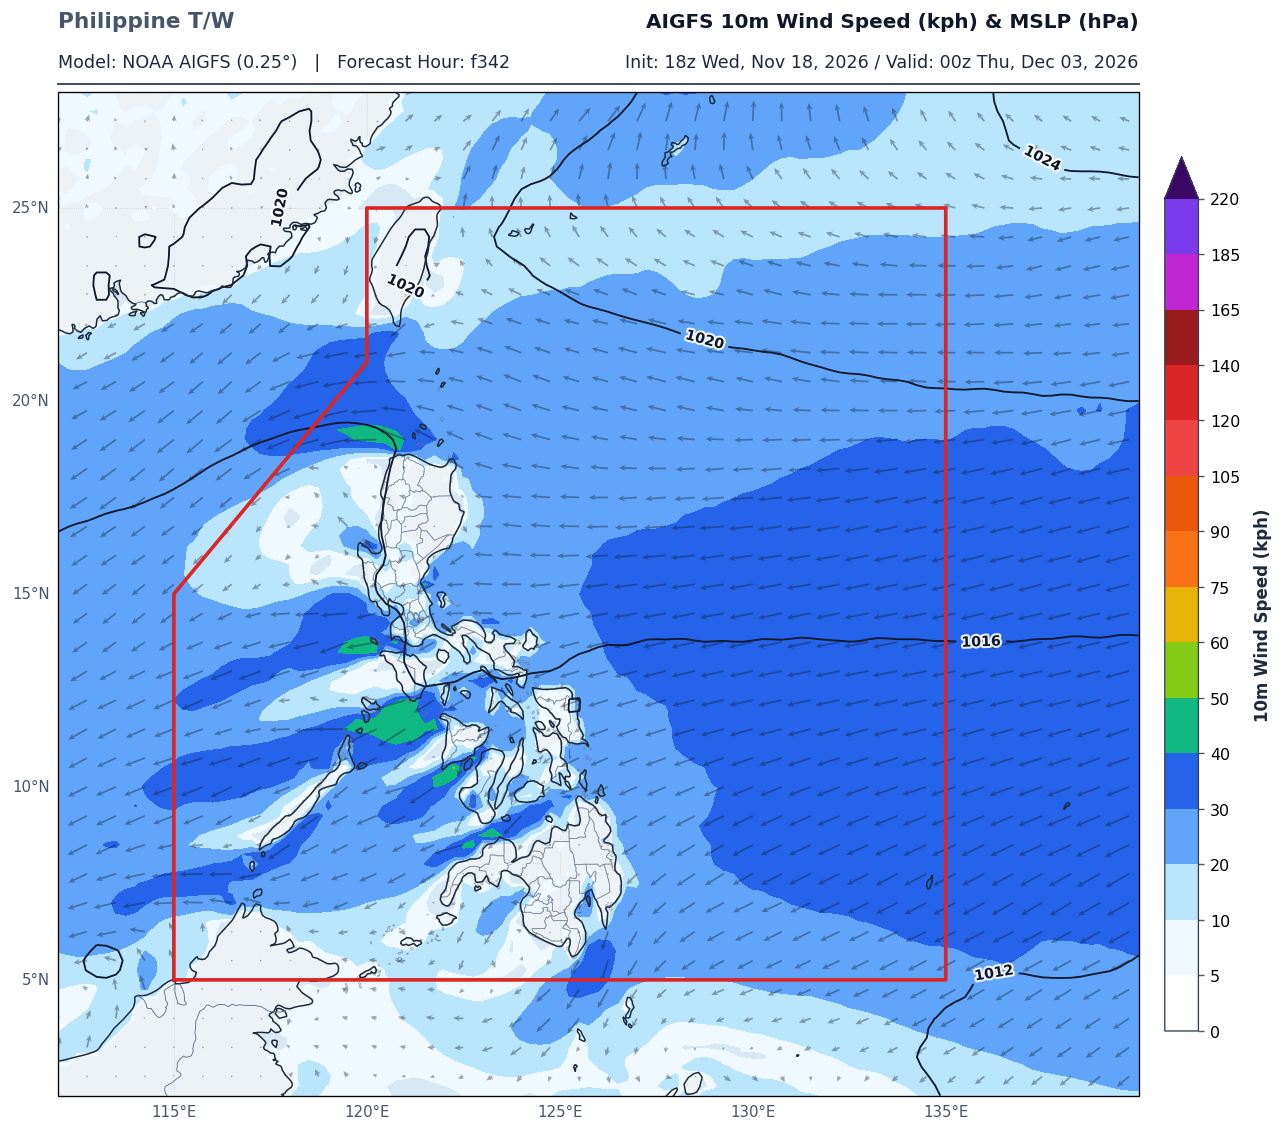 Philippine T/W
AIGFS 10m Wind Speed (kph) & MSLP (hPa)
Model: NOAA AIGFS (0.25°) | Forecast Hour: f342
Init: 18z Wed, Nov 18, 2026 / Valid: 00z Thu, Dec 03, 2026
1024
1020
1020
1020
1016
1012
25°N
20°N
15°N
10°N
5°N
115°E
120°E
125°E
130°E
135°E
220
185
165
140
120
105
90
75
60
50
40
30
20
10
5
0
10m Wind Speed (kph)